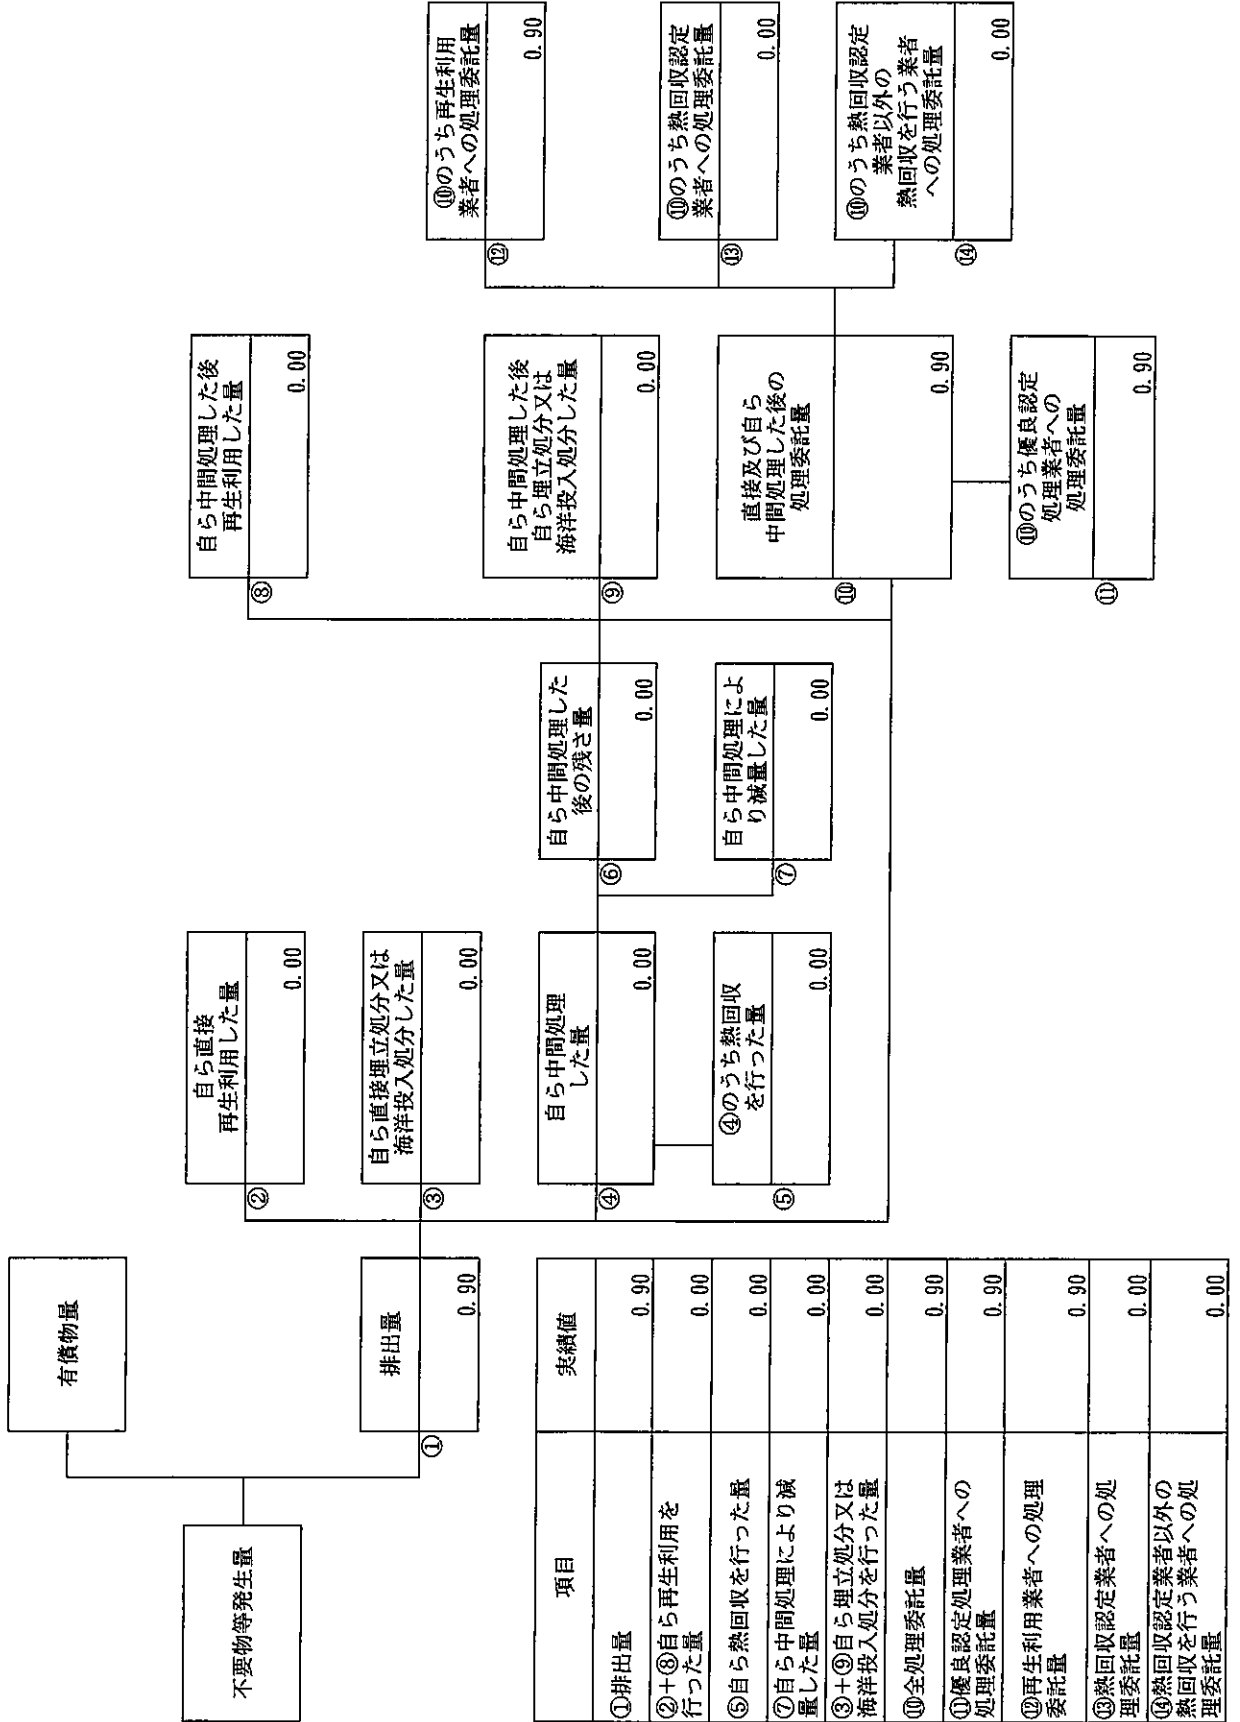 不要物等発生量
有償物量
①
排出量
0.90
②
自ら直接
再生利用した量
0.00
③
自ら直接埋立処分又は
海洋投入処分した量
0.00
④
自ら中間処理
した量
0.00
⑤
④のうち熱回収
を行った量
0.00
⑥
自ら中間処理した
後の残さ量
0.00
⑦
自ら中間処理によ
り減量した量
0.00
⑧
自ら中間処理した後
再生利用した量
0.00
⑨
自ら中間処理した後
自ら埋立処分又は
海洋投入処分した量
0.00
⑩
直接及び自ら
中間処理した後の
処理委託量
0.90
⑪
⑩のうち優良認定
処理業者への
処理委託量
0.90
⑫
⑩のうち再生利用
業者への処理委託量
0.90
⑬
⑩のうち熱回収認定
業者への処理委託量
0.00
⑭
⑩のうち熱回収認定
業者以外の
熱回収を行う業者
への処理委託量
0.00
項目 実績値
①排出量 0.90
②+⑧自ら再生利用を
行った量 0.00
⑤自ら熱回収を行った量 0.00
⑦自ら中間処理により減
量した量 0.00
③+⑨自ら埋立処分又は
海洋投入処分を行った量 0.00
⑩全処理委託量 0.90
⑪優良認定処理業者への
処理委託量 0.90
⑫再生利用業者への処理
委託量 0.90
⑬熱回収認定業者への処
理委託量 0.00
⑭熱回収認定業者以外の
熱回収を行う業者への処
理委託量 0.00